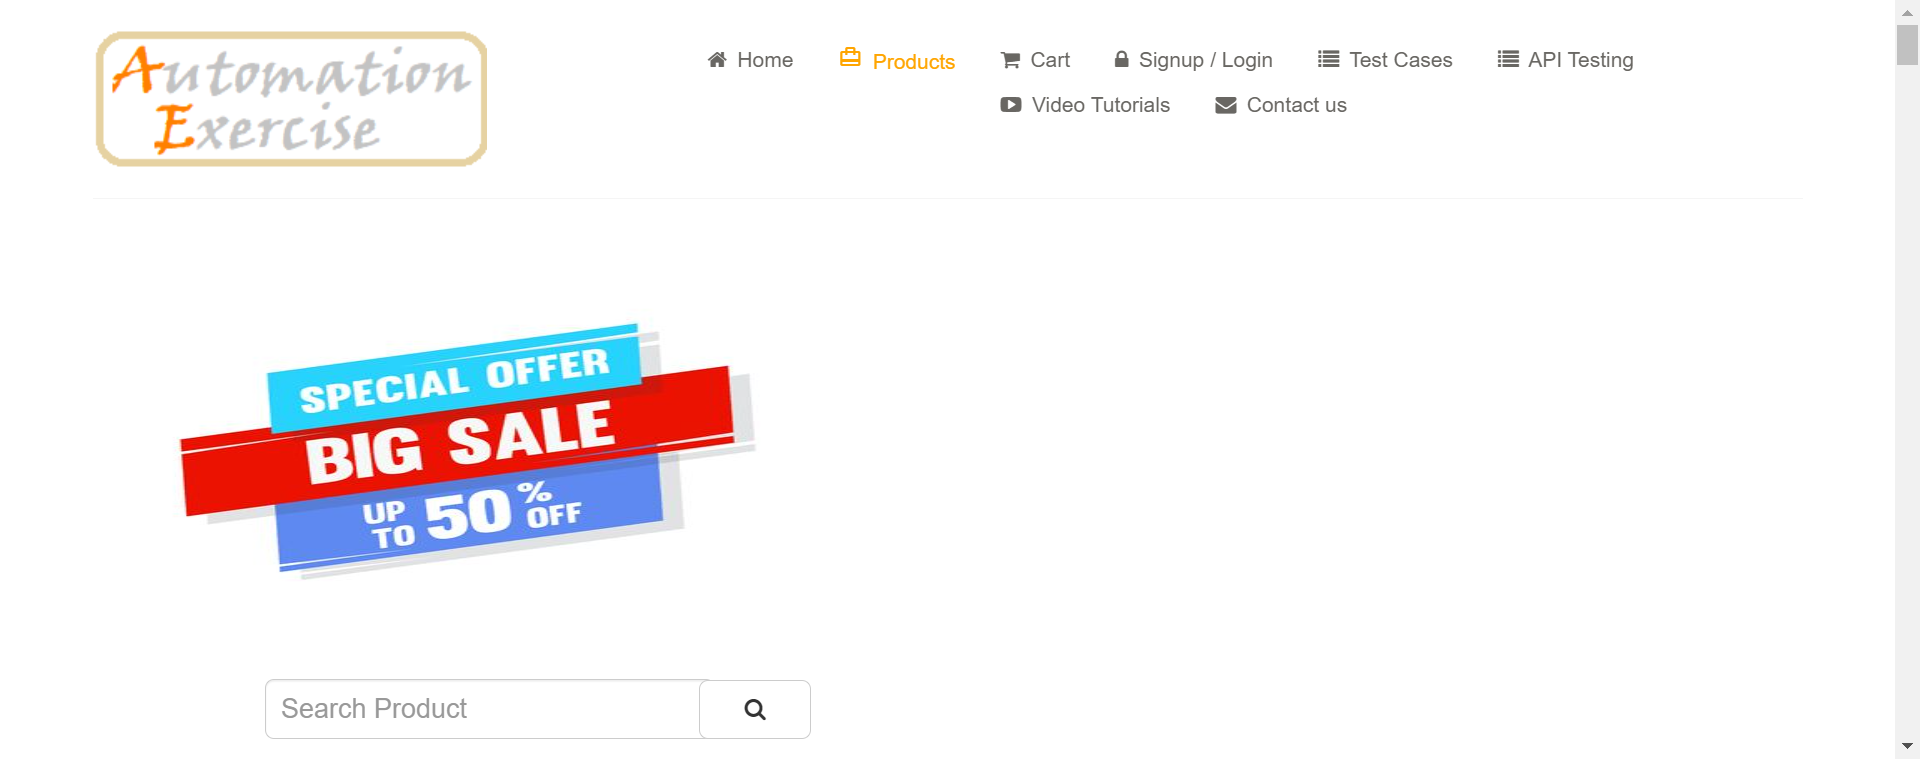 Automation
Exercise
Home Products Cart Signup / Login Test Cases API Testing
Video Tutorials Contact us
SPECIAL OFFER
BIG SALE
UP TO 50% OFF
Search Product